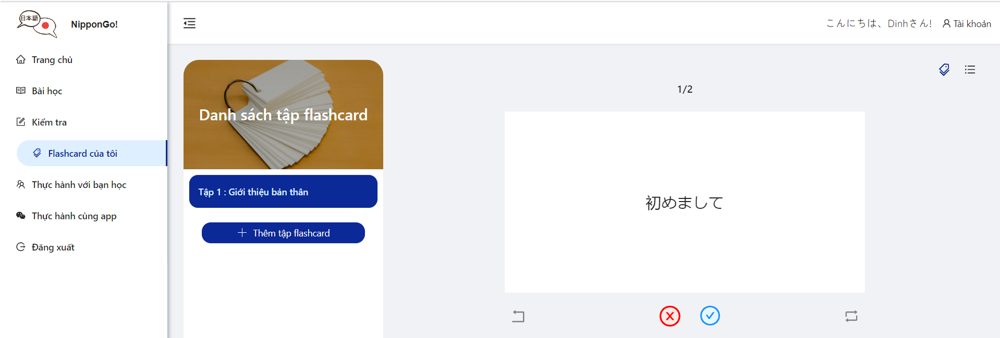 日本語
NipponGo!
Trang chủ
Bài học
Kiểm tra
Flashcard của tôi
Thực hành với bạn học
Thực hành cùng app
Đăng xuất
こんにちは、Dinhさん!
Tài khoản
Danh sách tập flashcard
Tập 1 : Giới thiệu bản thân
Thêm tập flashcard
1/2
初めまして